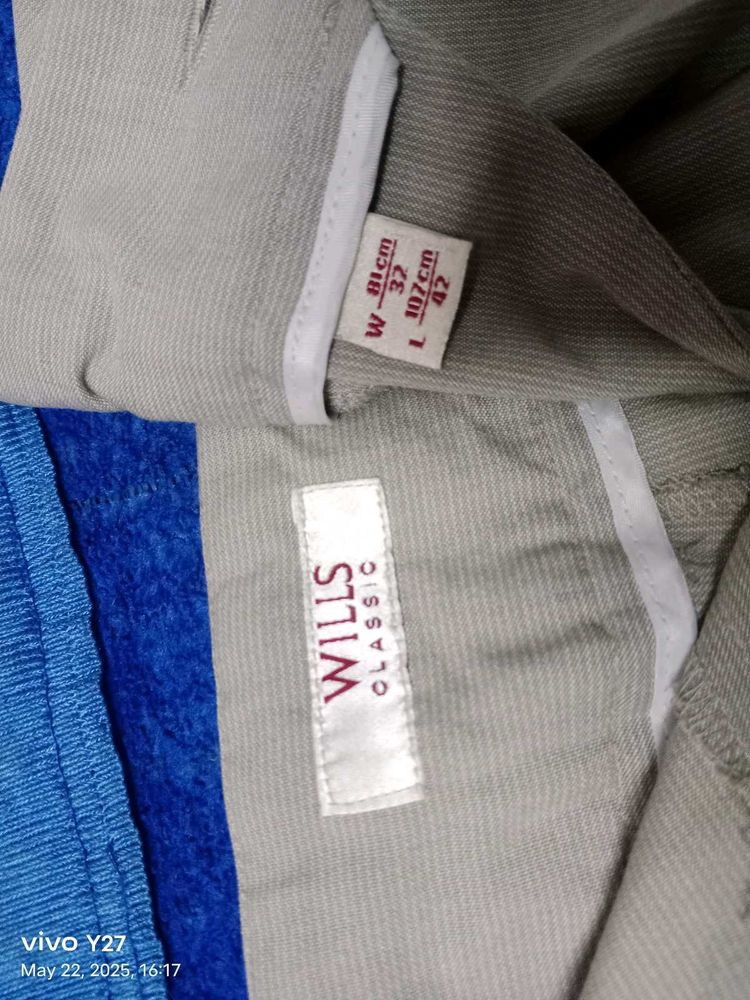 W 81cm
32
L 107cm
42
WILLS
CLASSIC
vivo Y27
May 22, 2025, 16:17